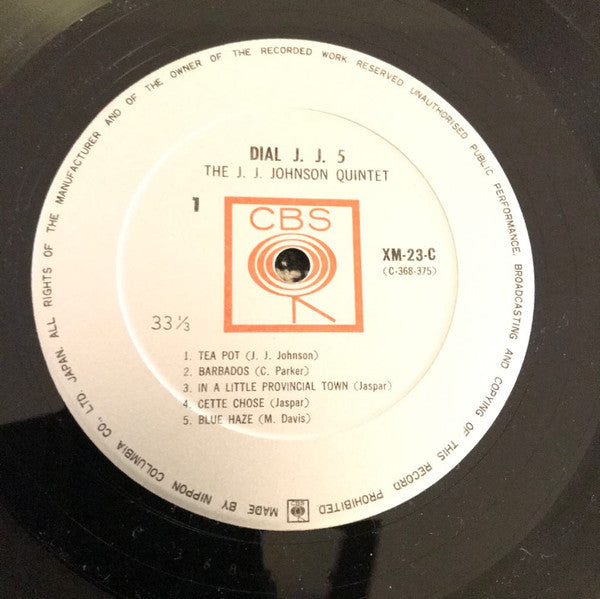 DIAL J. J. 5
THE J. J. JOHNSON QUINTET
1
CBS
XM-23-C
(C-368-375)
33 1/3
1. TEA POT (J. J. Johnson)
2. BARBADOS (C. Parker)
3. IN A LITTLE PROVINCIAL TOWN (Jaspar)
4. CETTE CHOSE (Jaspar)
5. BLUE HAZE (M. Davis)
MADE BY NIPPON COLUMBIA CO., LTD. JAPAN. ALL RIGHTS OF THE MANUFACTURER AND OF THE OWNER OF THE RECORDED WORK RESERVED UNAUTHORISED PUBLIC PERFORMANCE. BROADCASTING AND COPYING OF THIS RECORD PROHIBITED
CBS